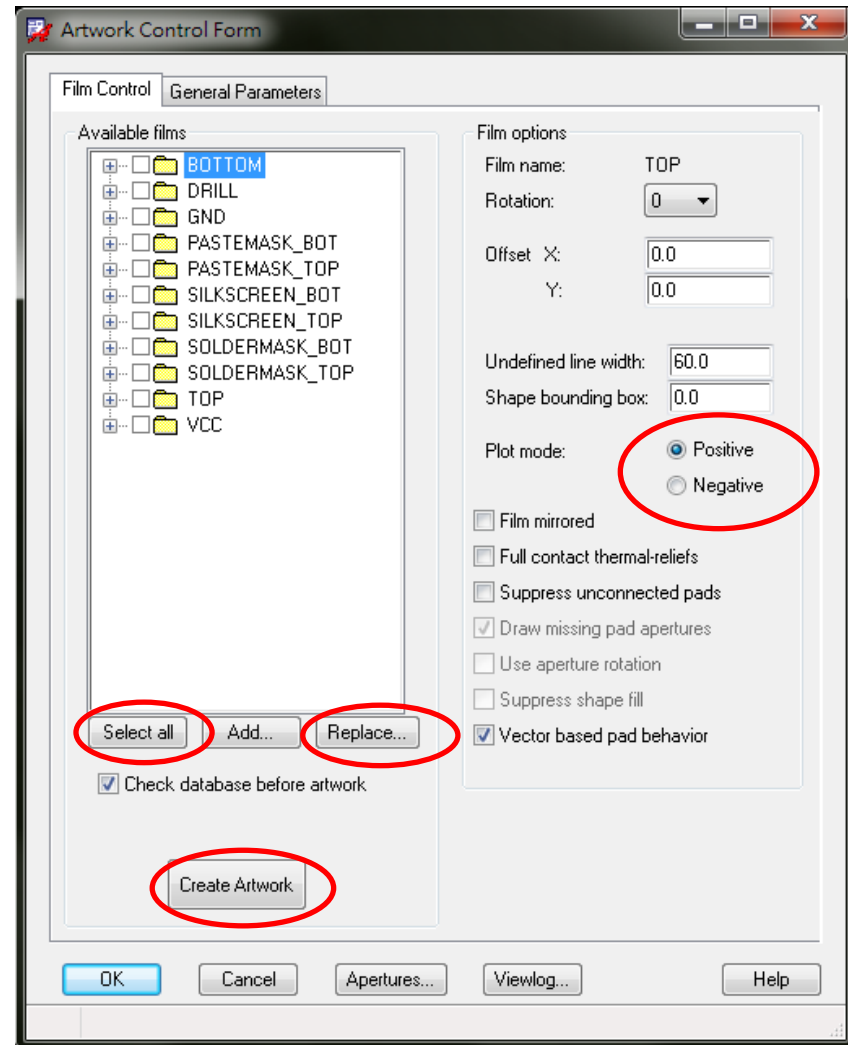 Artwork Control Form
Film Control General Parameters
Available films
BOTTOM
DRILL
GND
PASTEMASK_BOT
PASTEMASK_TOP
SILKSCREEN_BOT
SILKSCREEN_TOP
SOLDERMASK_BOT
SOLDERMASK_TOP
TOP
VCC
Select all Add... Replace...
Check database before artwork
Create Artwork
Film options
Film name: TOP
Rotation: 0
Offset X: 0.0
Y: 0.0
Undefined line width: 60.0
Shape bounding box: 0.0
Plot mode: Positive
Negative
Film mirrored
Full contact thermal-reliefs
Suppress unconnected pads
Draw missing pad apertures
Use aperture rotation
Suppress shape fill
Vector based pad behavior
OK Cancel Apertures... Viewlog... Help